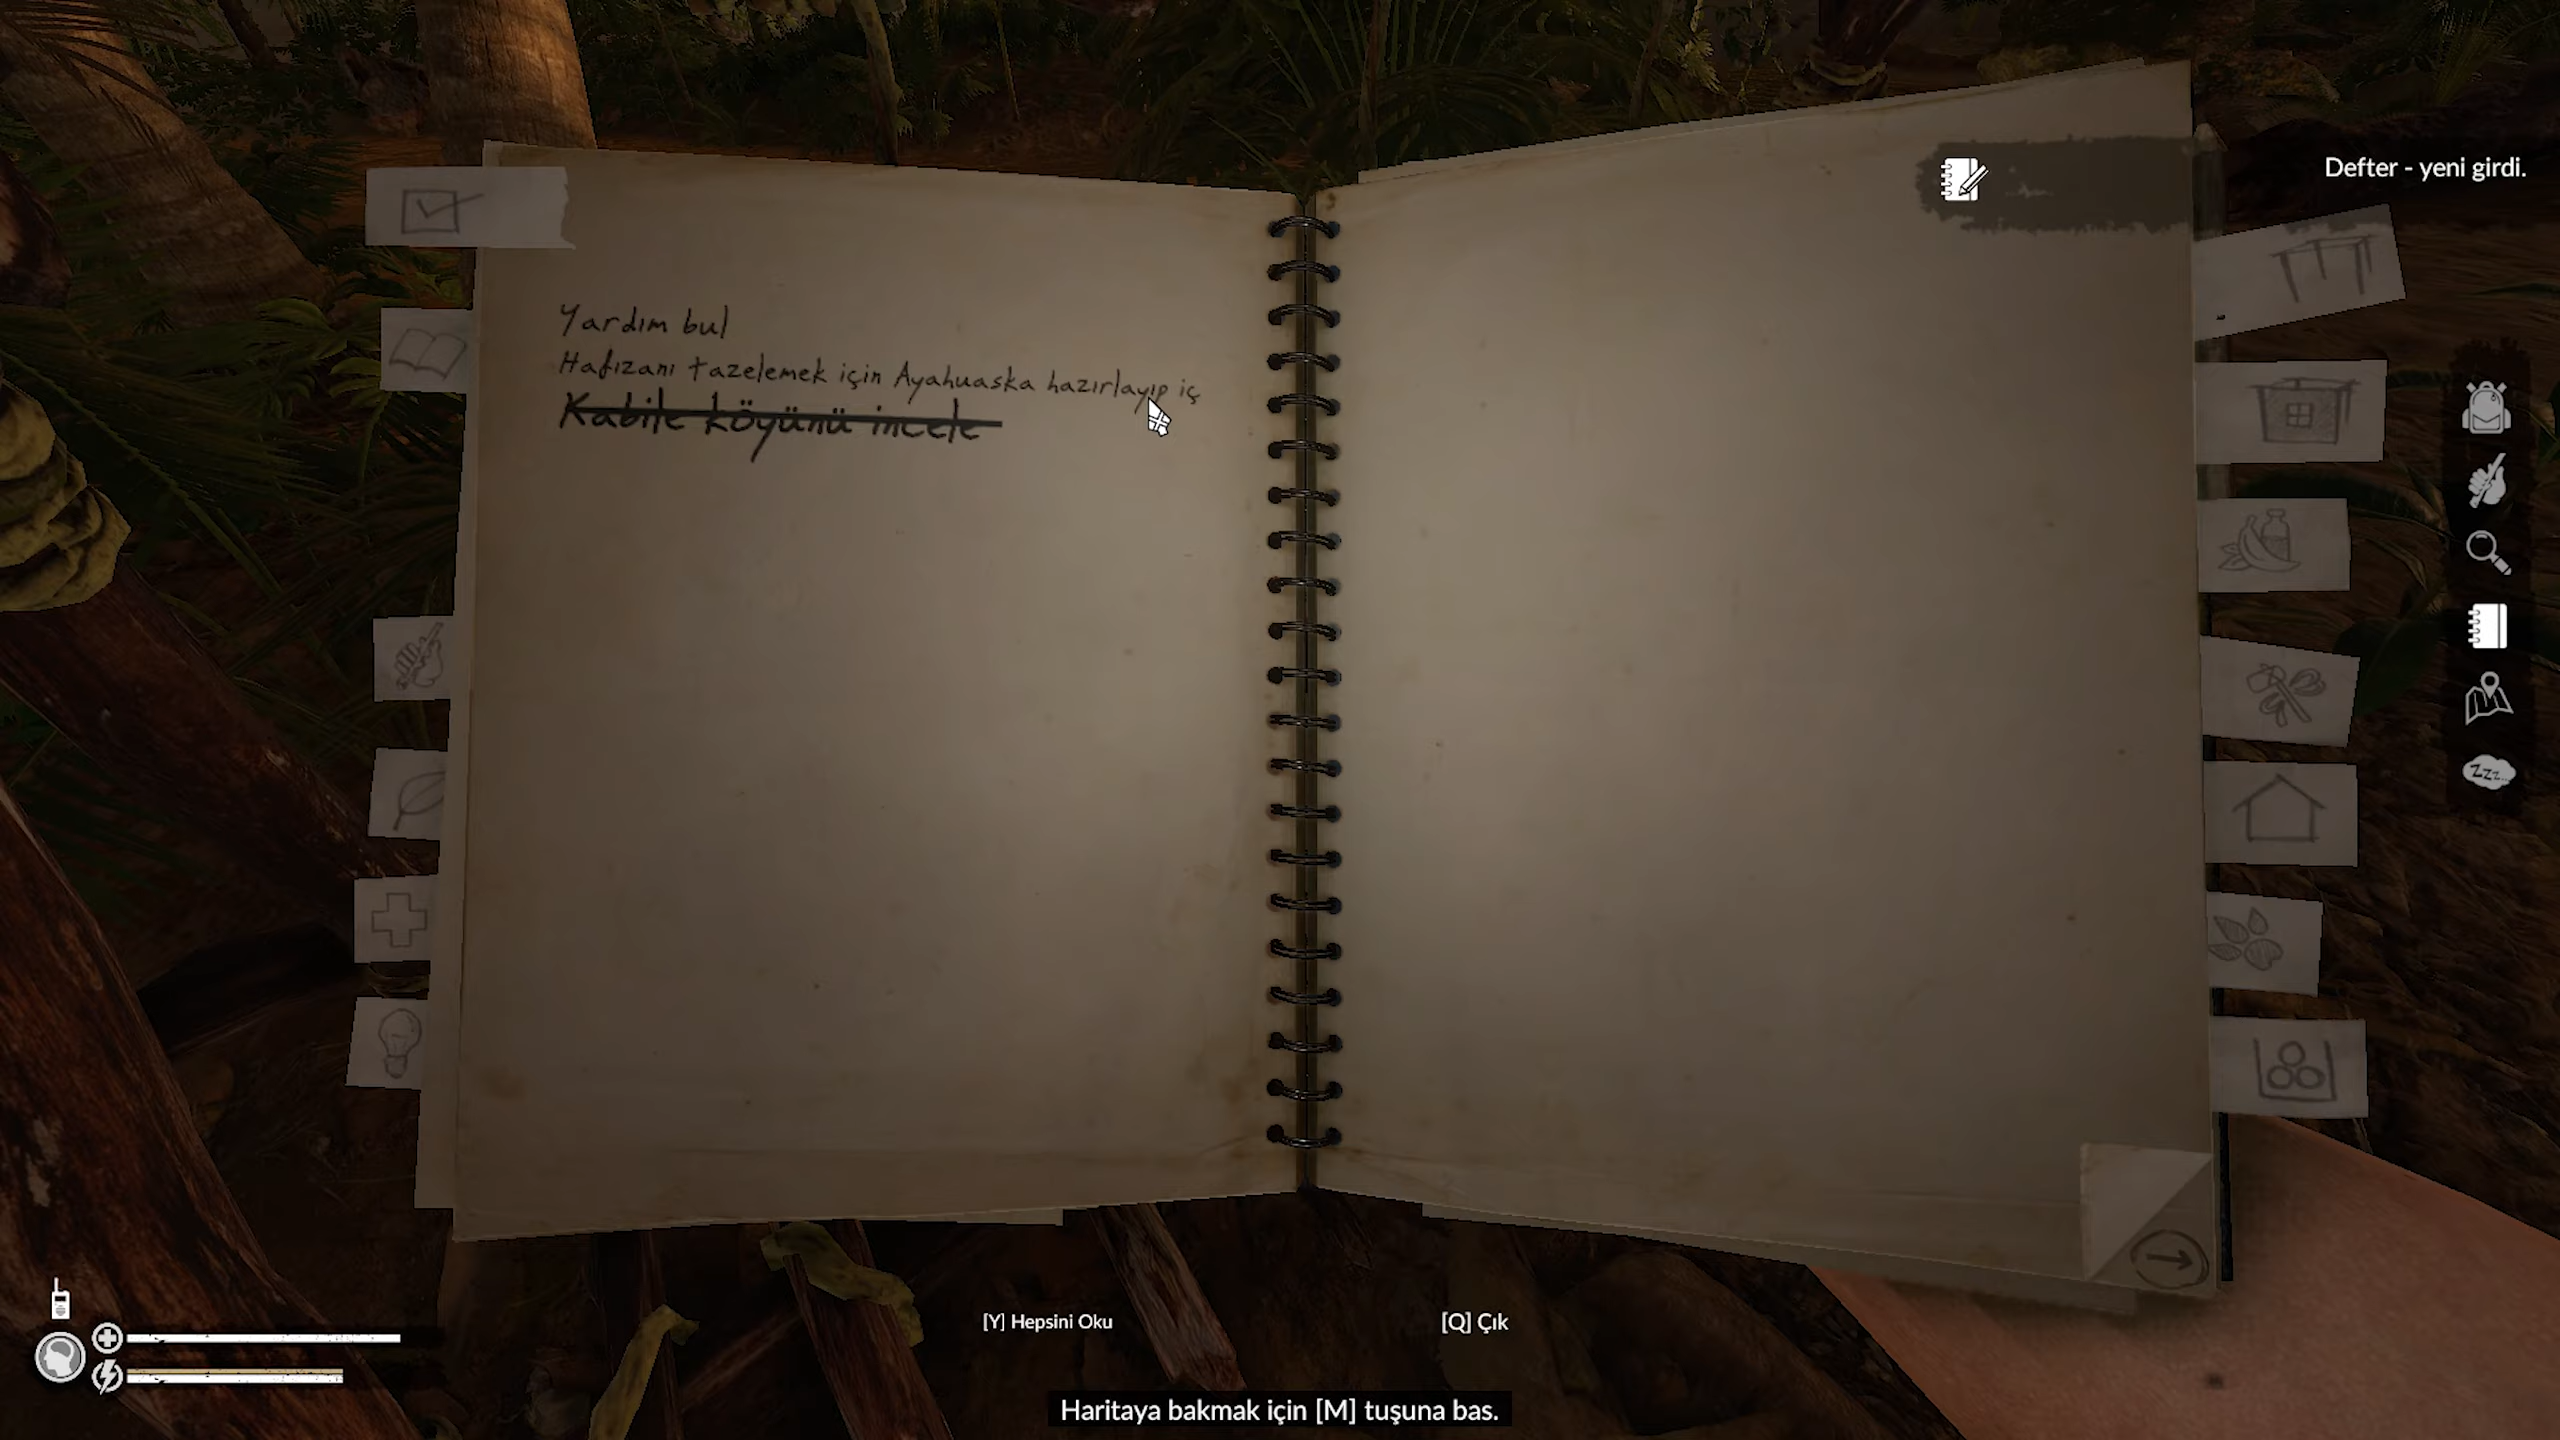 Defter - yeni girdi.
Yardım bul
Hafızanı tazelemek için Ayahuaska hazırlayıp iç
Kabile köyünü incele
Zzz...
[Y] Hepsini Oku
[Q] Çık
Haritaya bakmak için [M] tuşuna bas.